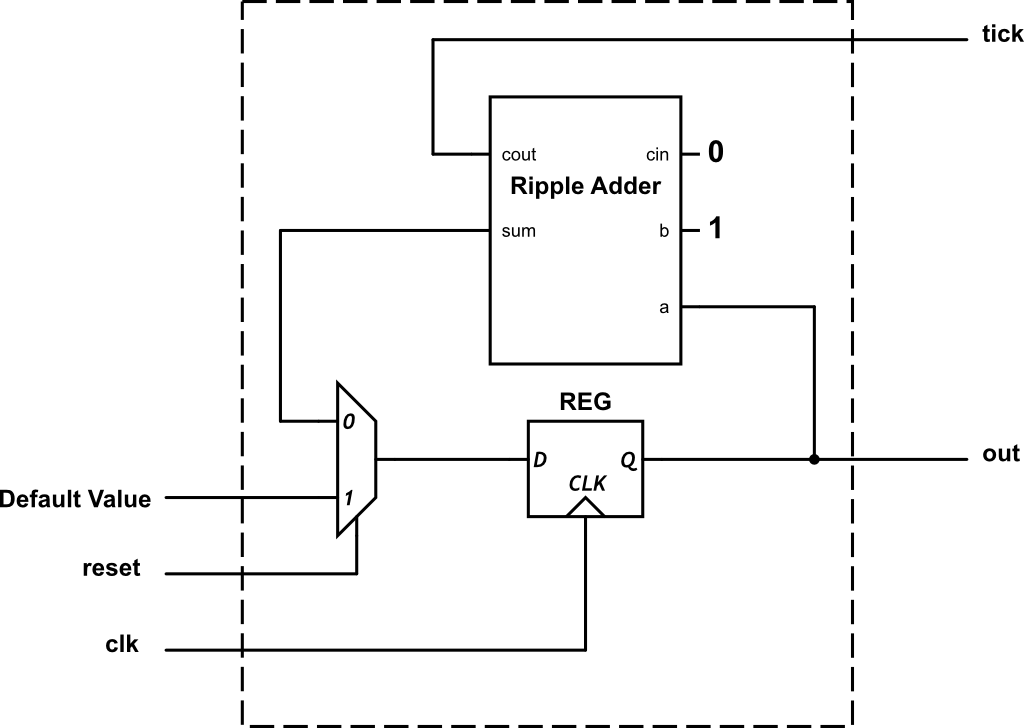 tick
cout
cin
0
Ripple Adder
sum
b
1
a
REG
0
D
Q
out
CLK
Default Value
1
reset
clk